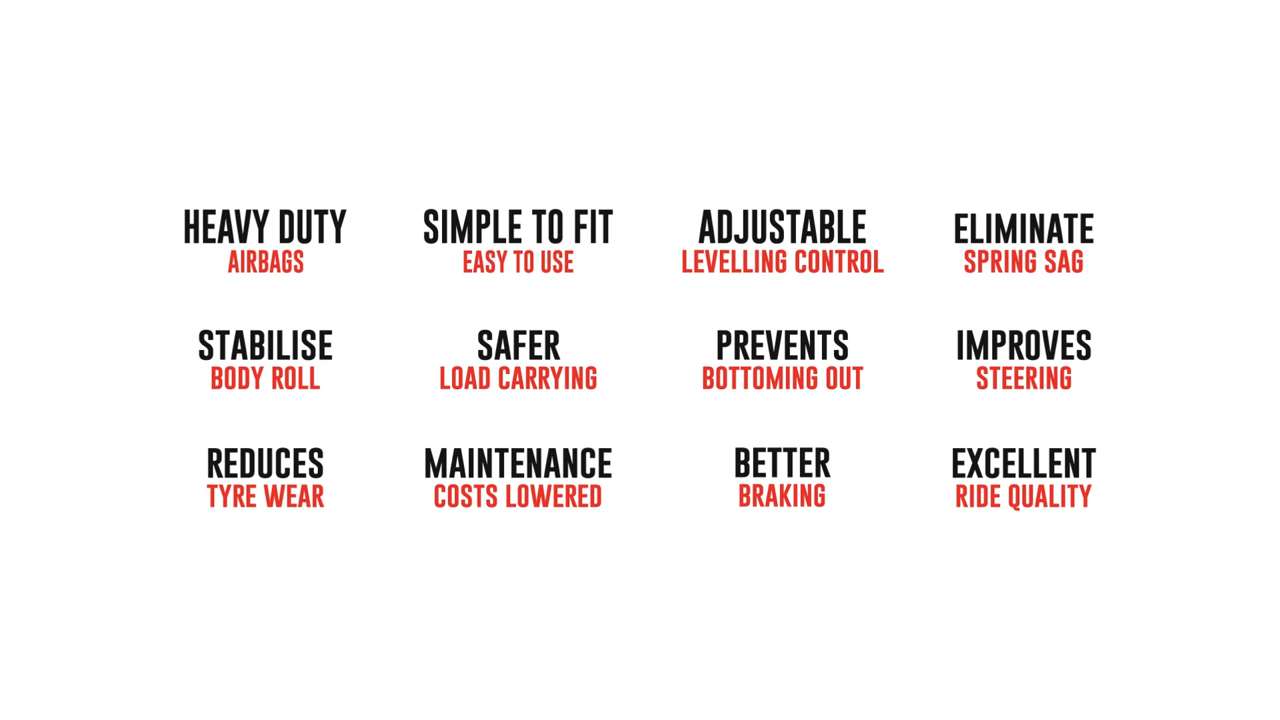 HEAVY DUTY
AIRBAGS
SIMPLE TO FIT
EASY TO USE
ADJUSTABLE
LEVELLING CONTROL
ELIMINATE
SPRING SAG
STABILISE
BODY ROLL
SAFER
LOAD CARRYING
PREVENTS
BOTTOMING OUT
IMPROVES
STEERING
REDUCES
TYRE WEAR
MAINTENANCE
COSTS LOWERED
BETTER
BRAKING
EXCELLENT
RIDE QUALITY